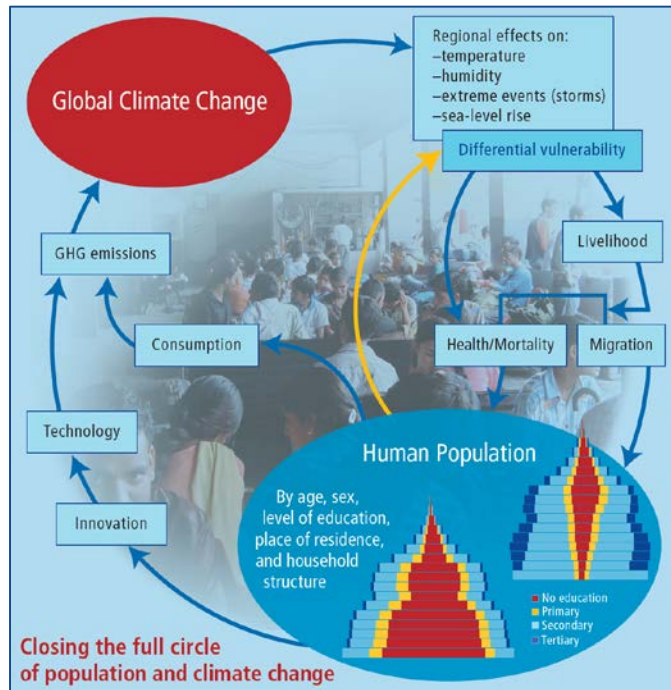 Global Climate Change
Regional effects on:
–temperature
–humidity
–extreme events (storms)
–sea-level rise
Differential vulnerability
GHG emissions
Livelihood
Consumption
Health/Mortality
Migration
Technology
Innovation
Human Population
By age, sex,
level of education,
place of residence,
and household
structure
No education
Primary
Secondary
Tertiary
Closing the full circle
of population and climate change